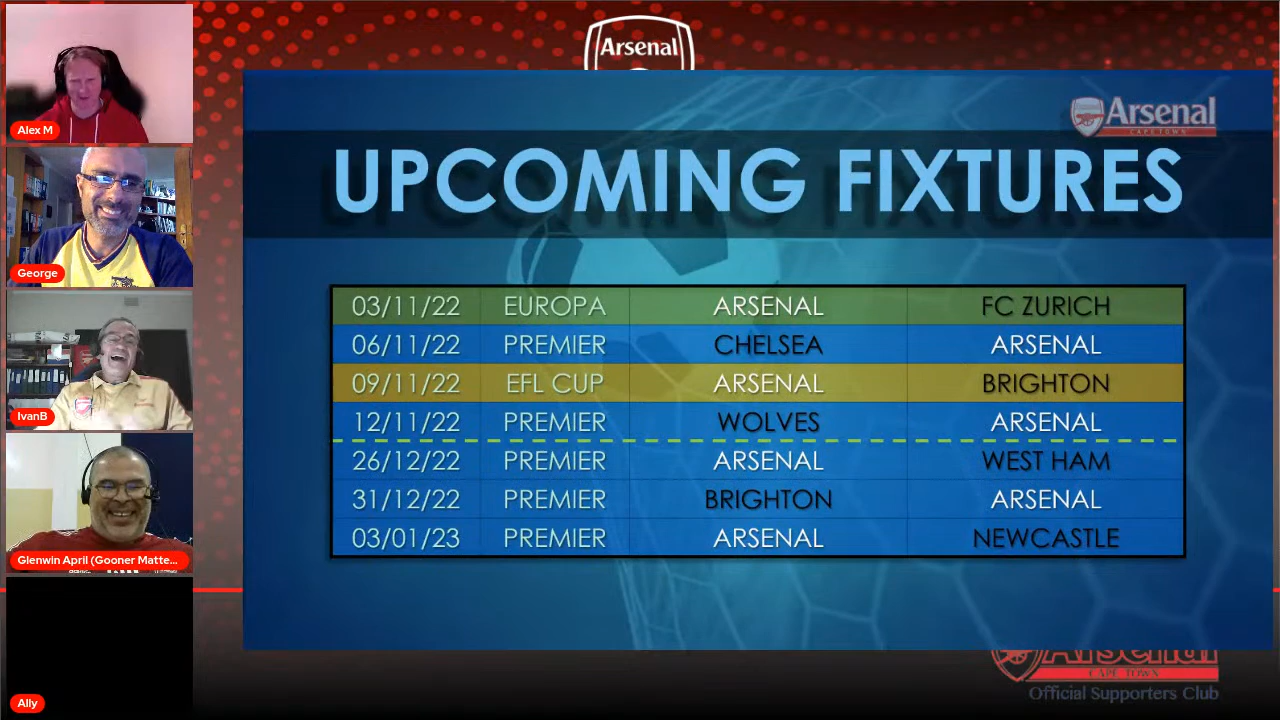 Arsenal
Arsenal
CAPE TOWN
UPCOMING FIXTURES
03/11/22 EUROPA ARSENAL FC ZURICH
06/11/22 PREMIER CHELSEA ARSENAL
09/11/22 EFL CUP ARSENAL BRIGHTON
12/11/22 PREMIER WOLVES ARSENAL
26/12/22 PREMIER ARSENAL WEST HAM
31/12/22 PREMIER BRIGHTON ARSENAL
03/01/23 PREMIER ARSENAL NEWCASTLE
Alex M
George
IvanB
Glenwin April (Gooner Matte...
Ally
Arsenal
CAPE TOWN
Official Supporters Club